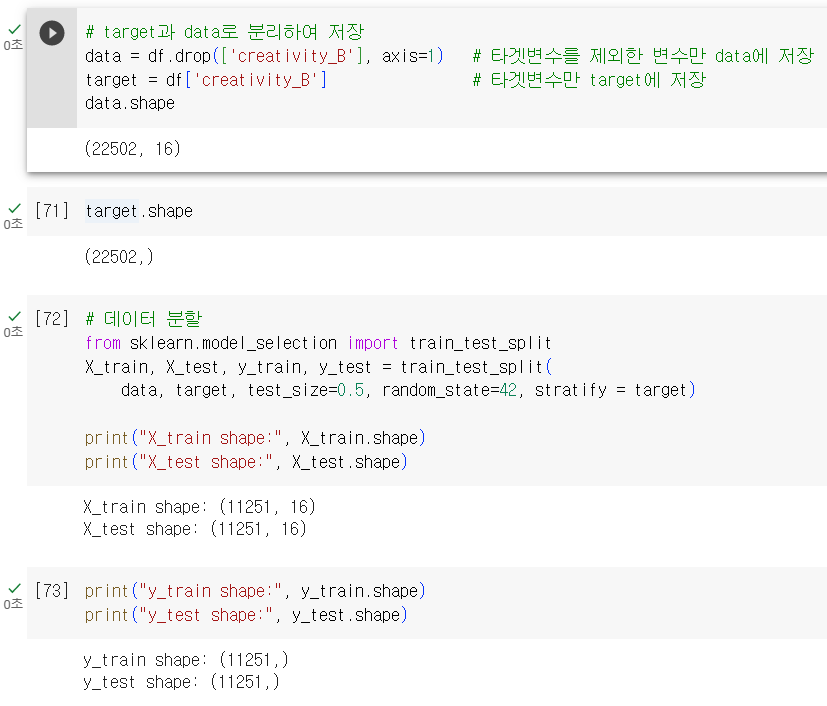 # target과 data로 분리하여 저장
data = df.drop(['creativity_B'], axis=1)   # 타겟변수를 제외한 변수만 data에 저장
target = df['creativity_B']                # 타겟변수만 target에 저장
data.shape
0초
(22502, 16)
[71] target.shape
0초
(22502,)
[72] # 데이터 분할
0초
from sklearn.model_selection import train_test_split
X_train, X_test, y_train, y_test = train_test_split(
    data, target, test_size=0.5, random_state=42, stratify = target)
print("X_train shape:", X_train.shape)
print("X_test shape:", X_test.shape)
X_train shape: (11251, 16)
X_test shape: (11251, 16)
[73] print("y_train shape:", y_train.shape)
0초
print("y_test shape:", y_test.shape)
y_train shape: (11251,)
y_test shape: (11251,)